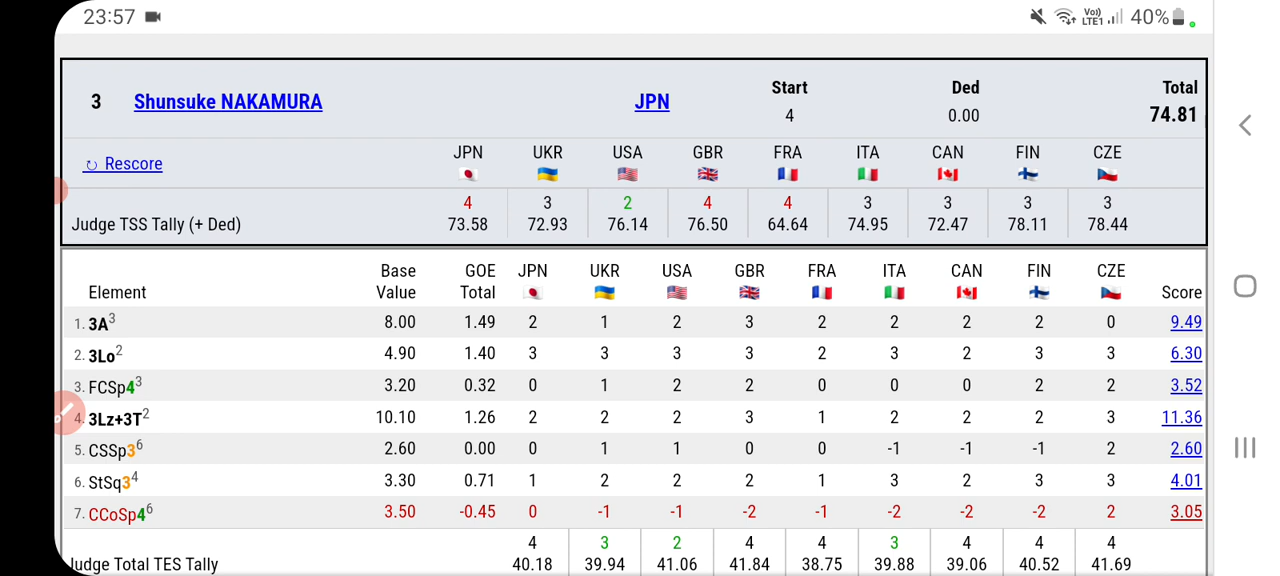 23:57 Vo)) LTE1 40%
3 Shunsuke NAKAMURA JPN Start 4 Ded 0.00 Total 74.81
↻ Rescore JPN UKR USA GBR FRA ITA CAN FIN CZE
4 3 2 4 4 3 3 3 3
Judge TSS Tally (+ Ded) 73.58 72.93 76.14 76.50 64.64 74.95 72.47 78.11 78.44
Element Base Value GOE Total JPN UKR USA GBR FRA ITA CAN FIN CZE Score
1. 3A3 8.00 1.49 2 1 2 3 2 2 2 2 0 9.49
2. 3Lo2 4.90 1.40 3 3 3 3 2 3 2 3 3 6.30
3. FCSp43 3.20 0.32 0 1 2 2 0 0 0 2 2 3.52
4. 3Lz+3T2 10.10 1.26 2 2 2 3 1 2 2 2 3 11.36
5. CSSp36 2.60 0.00 0 1 1 0 0 -1 -1 -1 2 2.60
6. StSq34 3.30 0.71 1 2 2 2 1 3 2 3 3 4.01
7. CCoSp46 3.50 -0.45 0 -1 -1 -2 -1 -2 -2 -2 2 3.05
4 3 2 4 4 3 4 4 4
Judge Total TES Tally 40.18 39.94 41.06 41.84 38.75 39.88 39.06 40.52 41.69